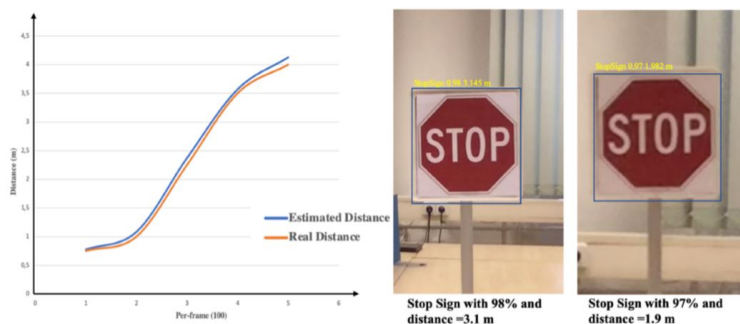 4,5
4
3,5
3
2,5
2
1,5
1
0,5
0
Distance (m)
0
1
2
3
4
5
6
Per-frame (100)
Estimated Distance
Real Distance
StopSign 0.98 3.145 m
STOP
Stop Sign with 98% and
distance =3.1 m
StopSign 0.97 1.982 m
STOP
Stop Sign with 97%
distance =1.9 m and